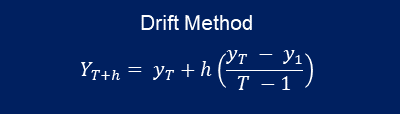 Drift Method
Y_{T+h} = y_T + h \left( \frac{y_T - y_1}{T - 1} \right)